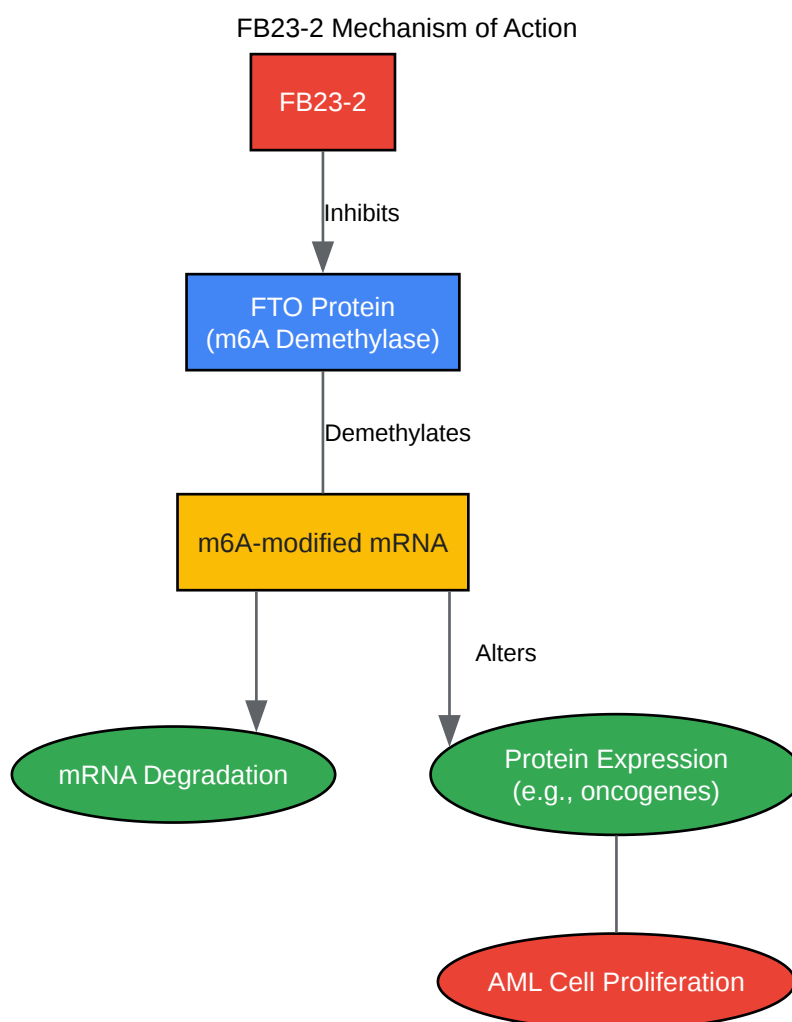 FB23-2 Mechanism of Action
FB23-2
Inhibits
FTO Protein
(m6A Demethylase)
Demethylates
m6A-modified mRNA
Alters
mRNA Degradation
Protein Expression
(e.g., oncogenes)
AML Cell Proliferation